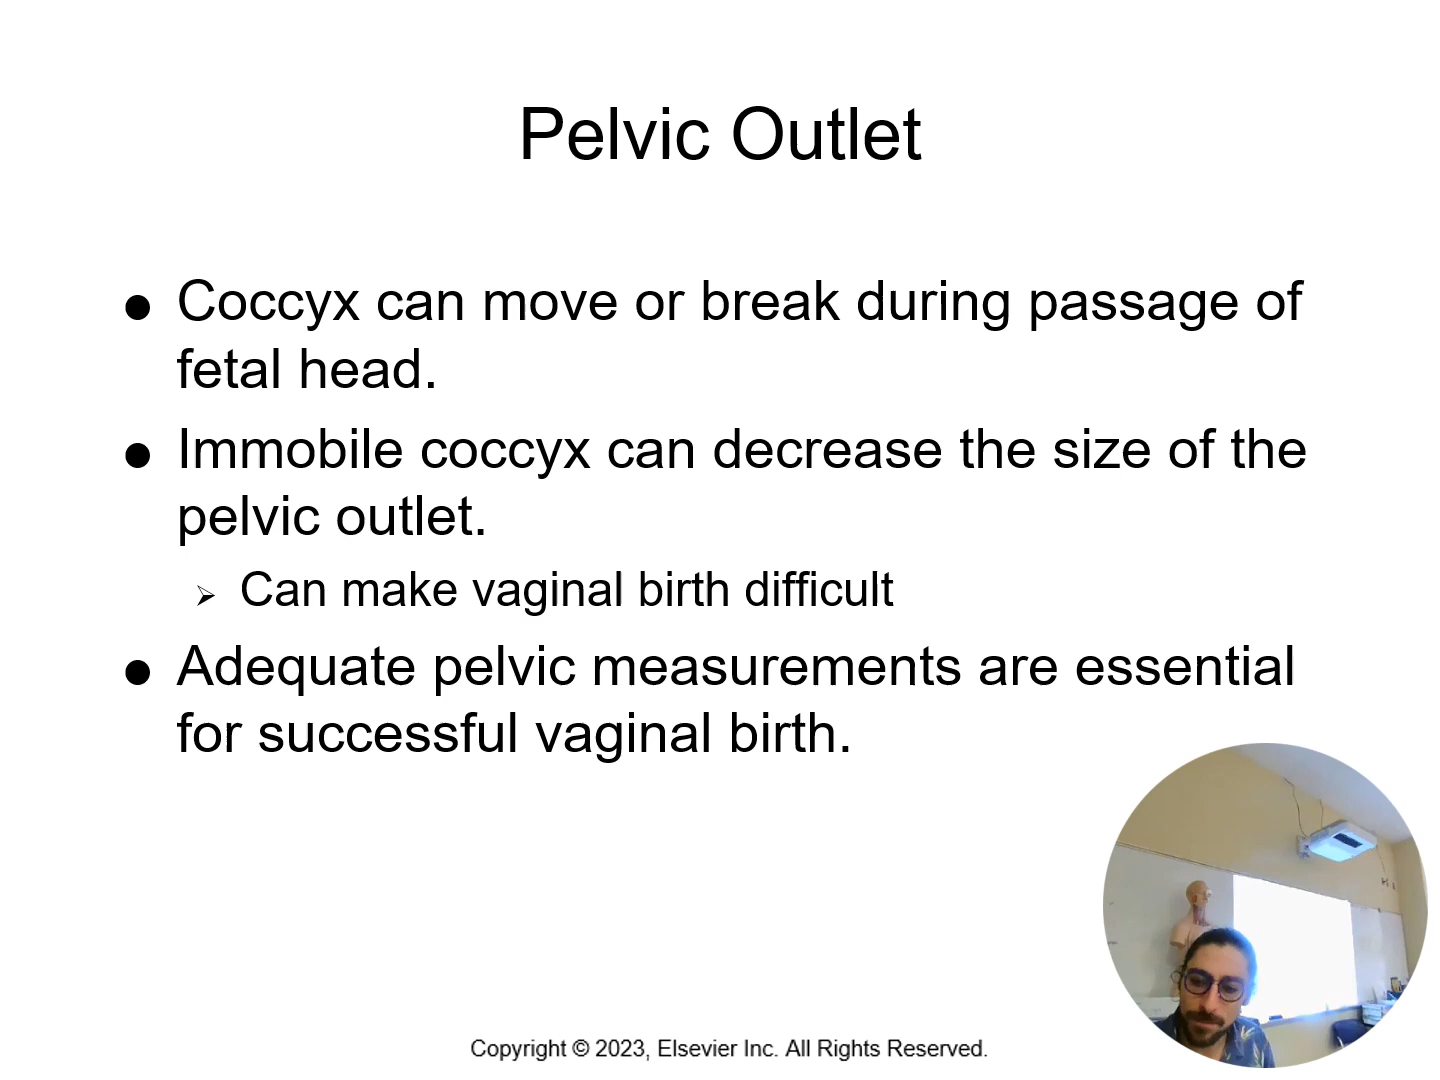 Pelvic Outlet
● Coccyx can move or break during passage of
fetal head.
● Immobile coccyx can decrease the size of the
pelvic outlet.
➢ Can make vaginal birth difficult
● Adequate pelvic measurements are essential
for successful vaginal birth.
Copyright © 2023, Elsevier Inc. All Rights Reserved.